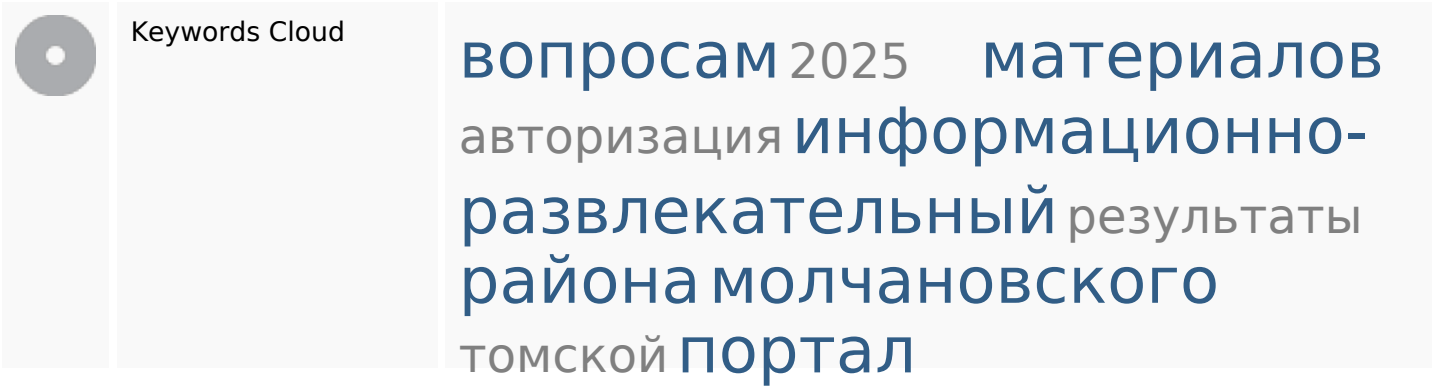 Keywords Cloud
вопросам 2025 материалов
авторизация информационно-
развлекательный результаты
района молчановского
томской портал